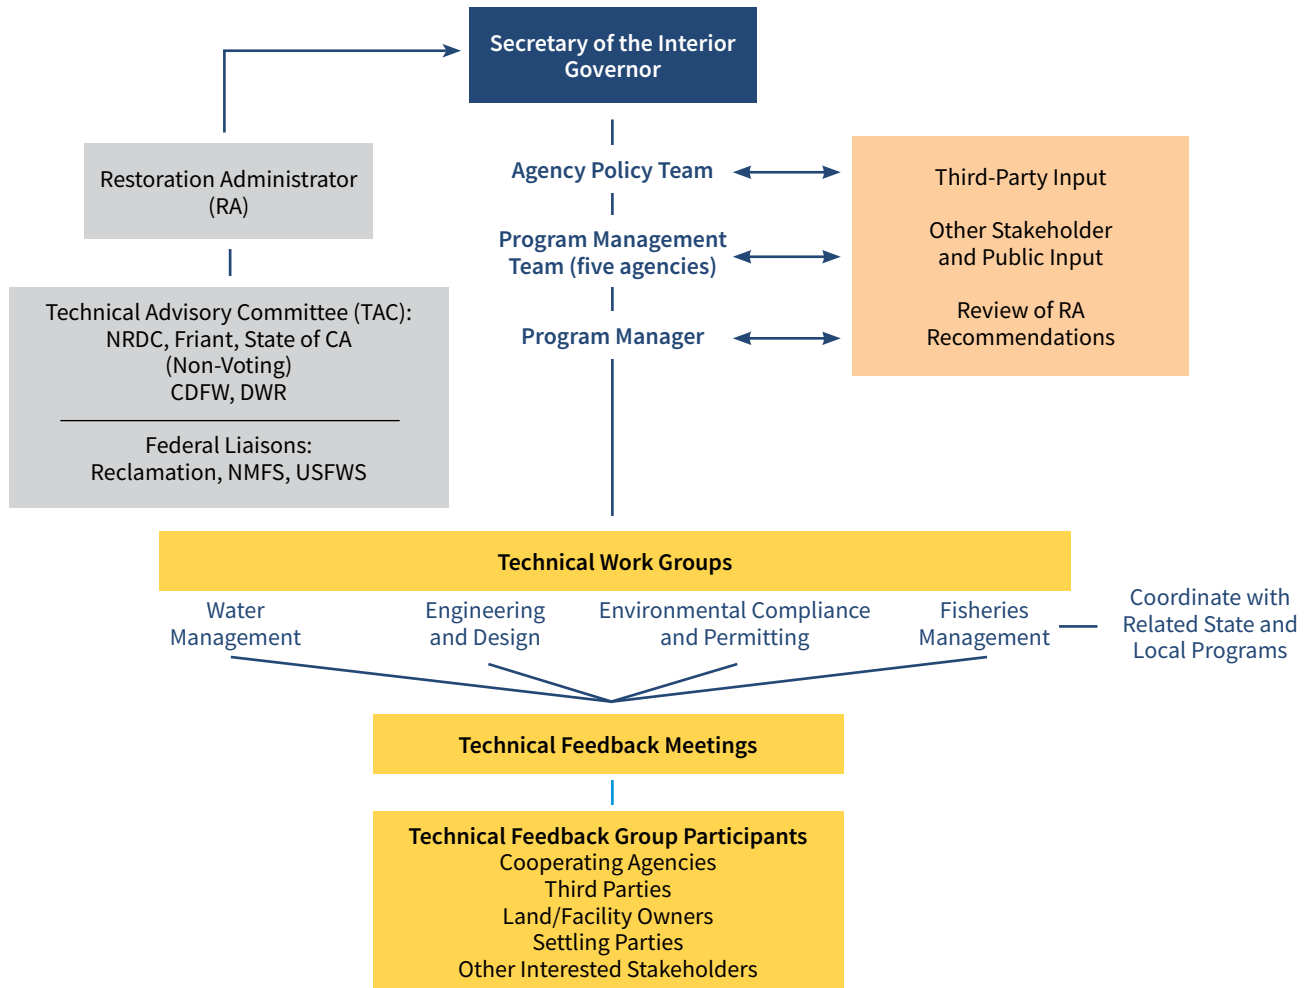 Secretary of the Interior
Governor
Restoration Administrator
(RA)
Technical Advisory Committee (TAC):
NRDC, Friant, State of CA
(Non-Voting)
CDFW, DWR
Federal Liaisons:
Reclamation, NMFS, USFWS
Agency Policy Team
Program Management
Team (five agencies)
Program Manager
Third-Party Input
Other Stakeholder
and Public Input
Review of RA
Recommendations
Technical Work Groups
Water
Management
Engineering
and Design
Environmental Compliance
and Permitting
Fisheries
Management
Coordinate with
Related State and
Local Programs
Technical Feedback Meetings
Technical Feedback Group Participants
Cooperating Agencies
Third Parties
Land/Facility Owners
Settling Parties
Other Interested Stakeholders